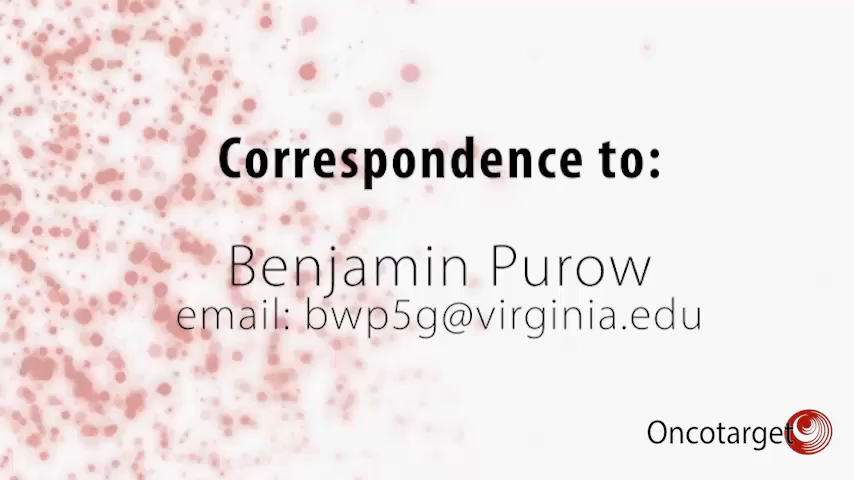 Correspondence to:
Benjamin Purow
email: bwp5g@virginia.edu
Oncotarget